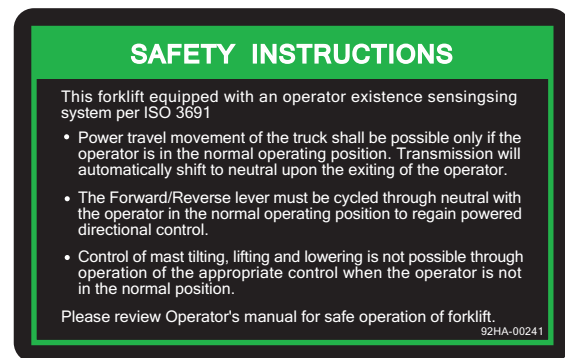 SAFETY INSTRUCTIONS
This forklift equipped with an operator existence sensingsing
system per ISO 3691
• Power travel movement of the truck shall be possible only if the
operator is in the normal operating position. Transmission will
automatically shift to neutral upon the exiting of the operator.
• The Forward/Reverse lever must be cycled through neutral with
the operator in the normal operating position to regain powered
directional control.
• Control of mast tilting, lifting and lowering is not possible through
operation of the appropriate control when the operator is not
in the normal position.
Please review Operator's manual for safe operation of forklift.
92HA-00241